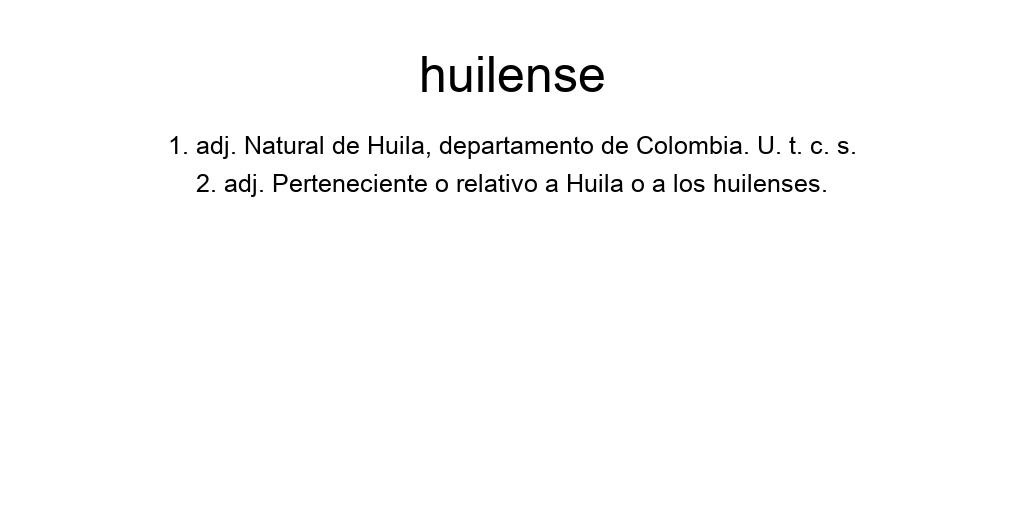 huilense
1. adj. Natural de Huila, departamento de Colombia. U. t. c. s.
2. adj. Perteneciente o relativo a Huila o a los huilenses.